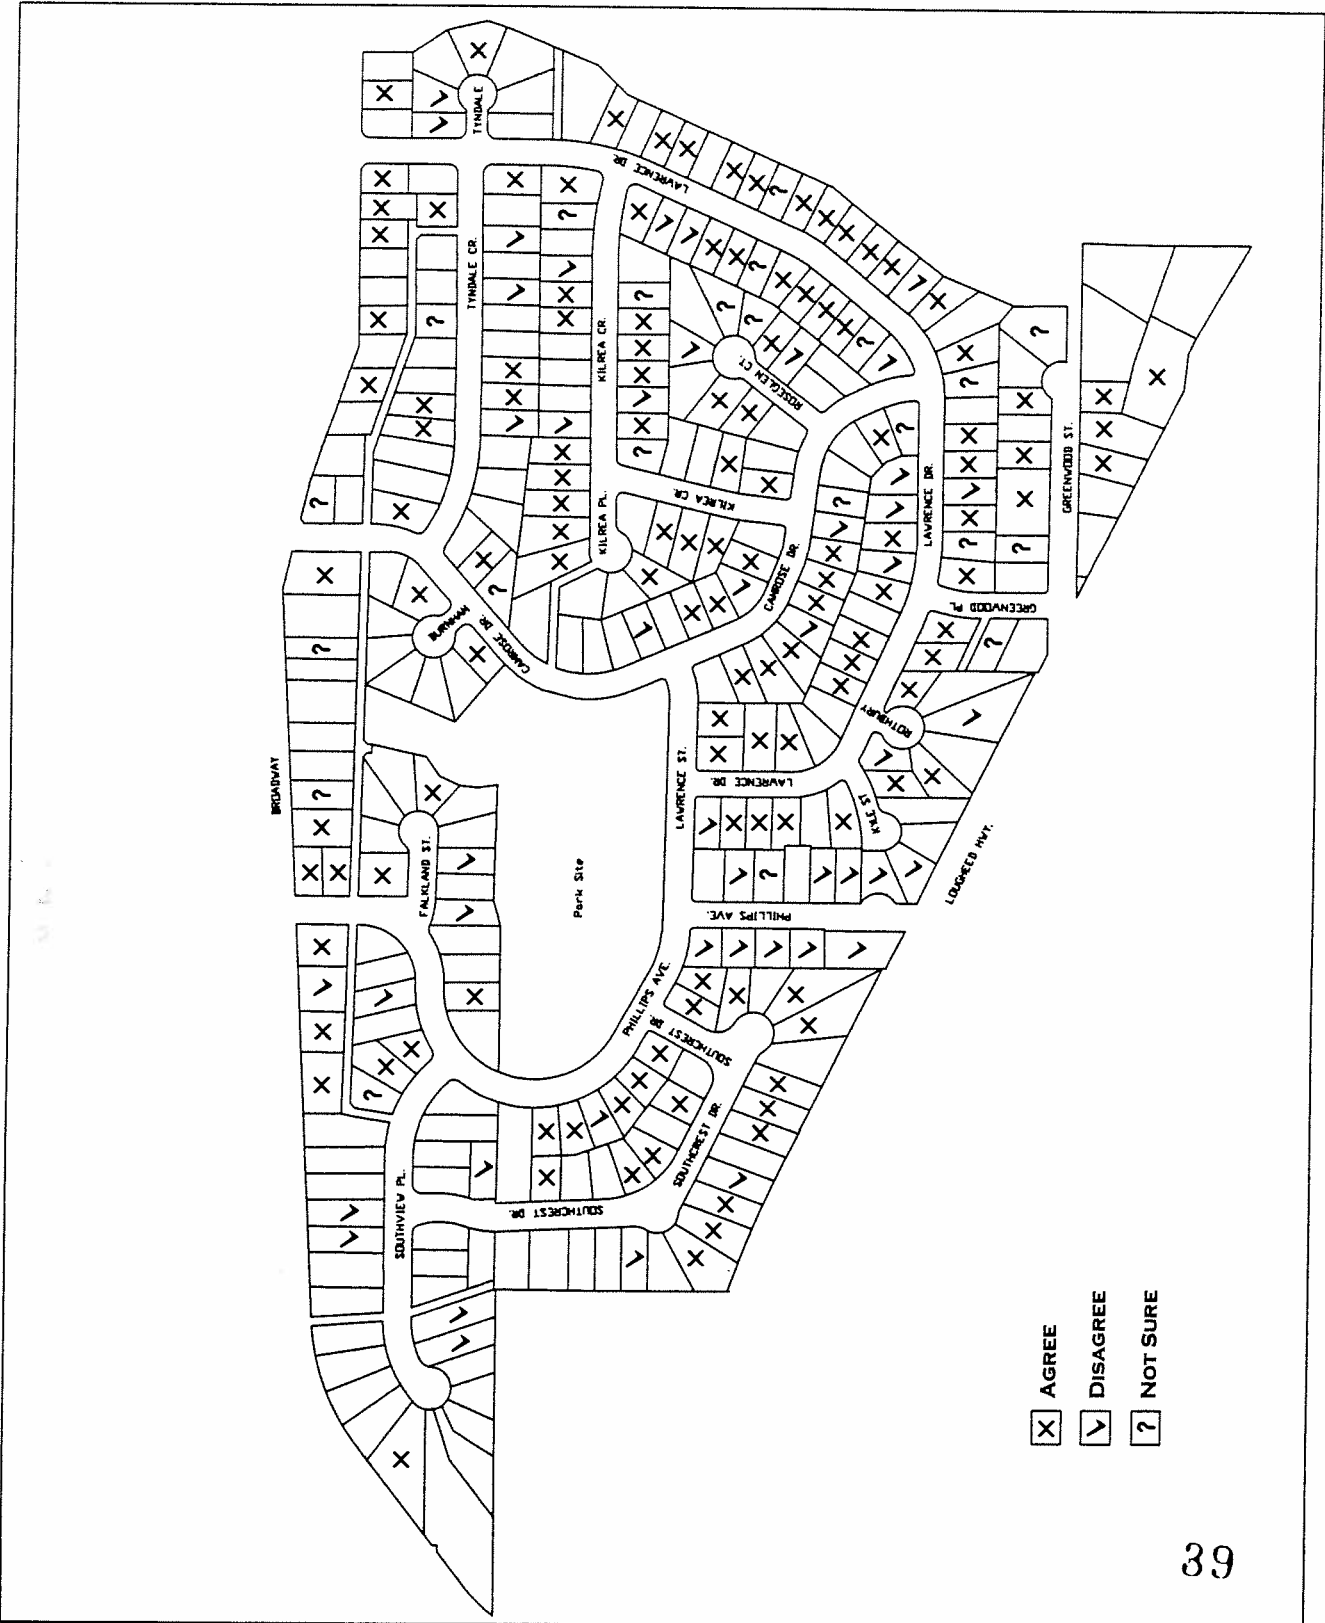 TYNDALE
LAWRENCE DR.
TYNDALE CR.
KILREA CR.
ROSEGLEN CT.
KILREA CR.
KILREA PL.
LAWRENCE DR.
GREENWOOD ST.
GREENWOOD PL
CAMROSE DR.
BURNHAM
CAMROSE DR.
BROADWAY
ROTHBURY
LAWRENCE ST.
LAWRENCE DR.
KYLE ST
LOUGHEED HWY.
FALKLAND ST.
Park Site
PHILLIPS AVE.
PHILLIPS AVE.
SOUTHCREST DR.
SOUTHCREST DR.
SOUTHCREST DR.
SOUTHVIEW PL.
X AGREE
✓ DISAGREE
? NOT SURE
39